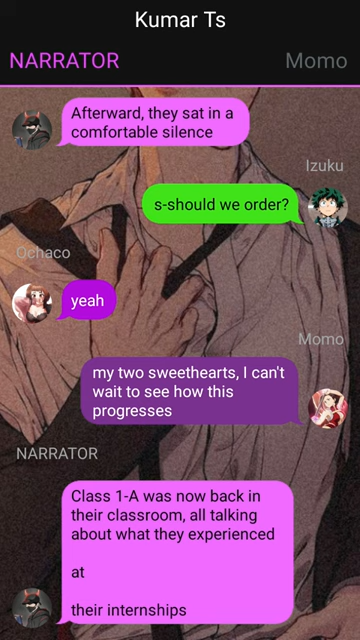 Kumar Ts
NARRATOR
Momo
Afterward, they sat in a
comfortable silence
Izuku
s-should we order?
Ochaco
yeah
Momo
my two sweethearts, I can't
wait to see how this
progresses
NARRATOR
Class 1-A was now back in
their classroom, all talking
about what they experienced
at
their internships